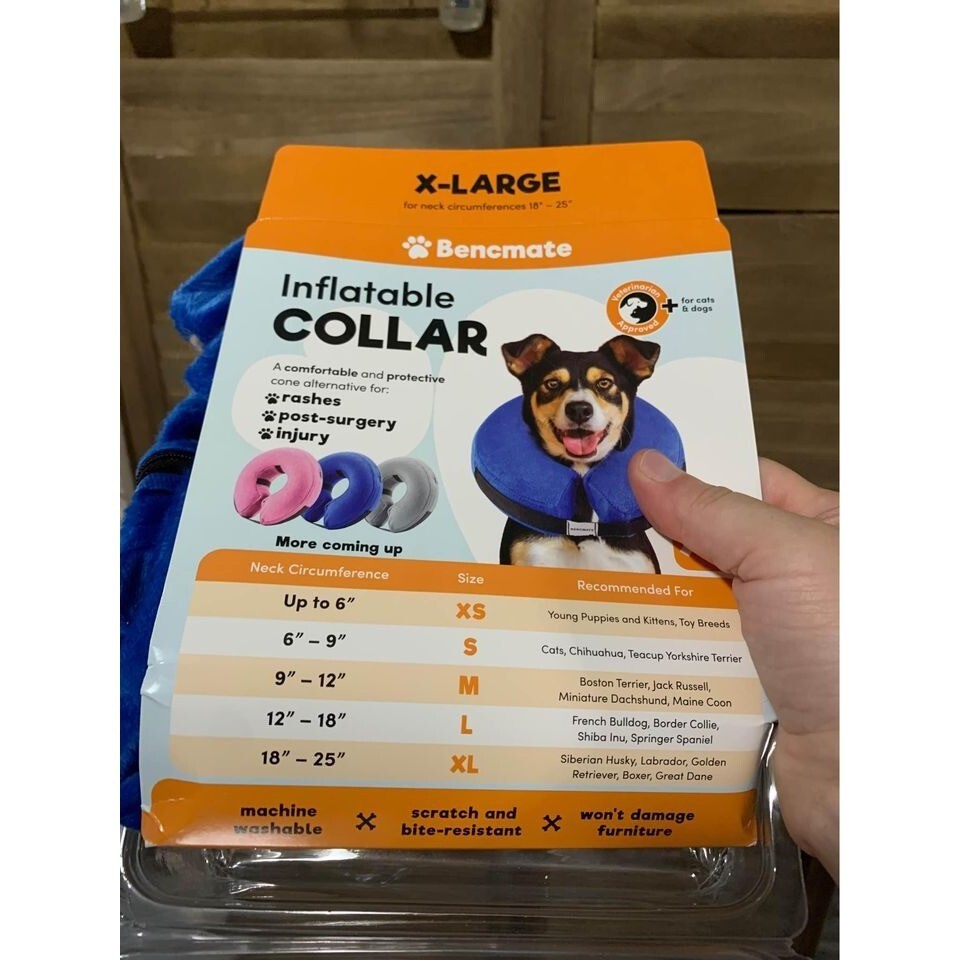 X-LARGE
for neck circumferences 18" – 25"
Bencmate
Inflatable
COLLAR
Veterinarian
Approved
+ for cats
& dogs
A comfortable and protective
cone alternative for:
rashes
post-surgery
injury
More coming up
BENCMATE
Neck Circumference Size Recommended For
Up to 6" XS Young Puppies and Kittens, Toy Breeds
6" – 9" S Cats, Chihuahua, Teacup Yorkshire Terrier
9" – 12" M Boston Terrier, Jack Russell,
Miniature Dachshund, Maine Coon
12" – 18" L French Bulldog, Border Collie,
Shiba Inu, Springer Spaniel
18" – 25" XL Siberian Husky, Labrador, Golden
Retriever, Boxer, Great Dane
machine
washable
scratch and
bite-resistant
won't damage
furniture